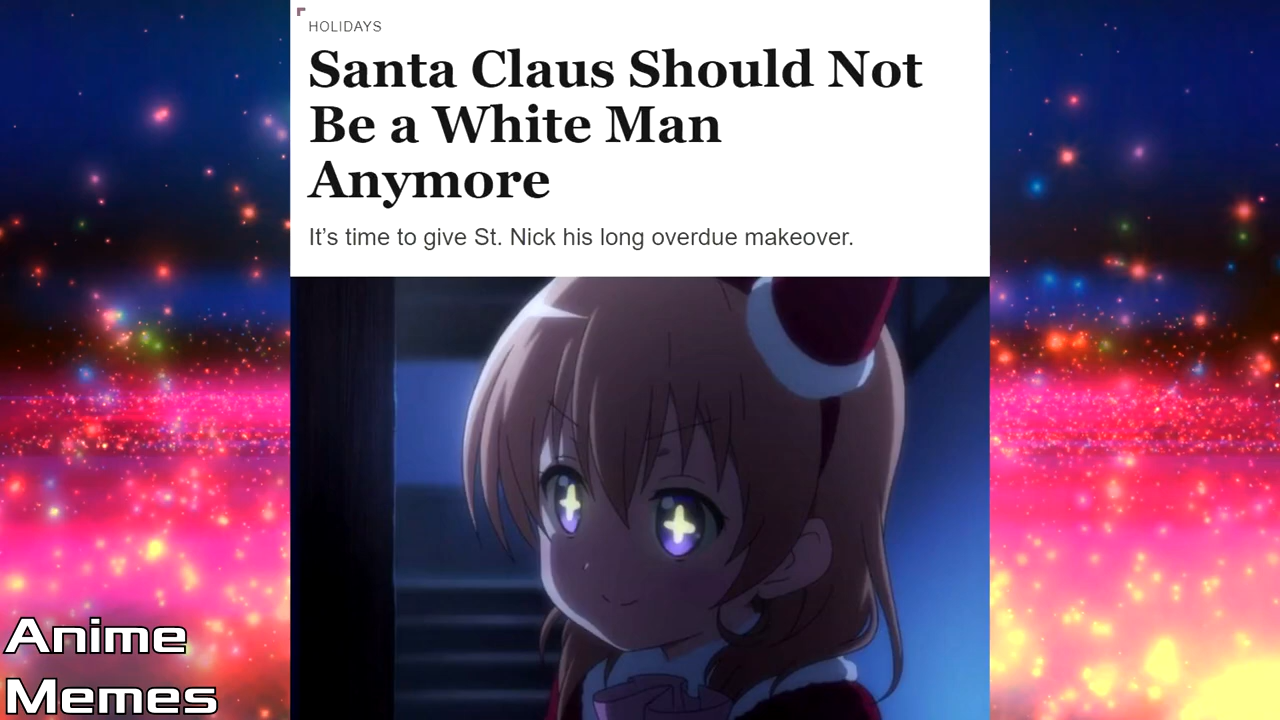 HOLIDAYS
Santa Claus Should Not
Be a White Man
Anymore
It’s time to give St. Nick his long overdue makeover.
Anime
Memes